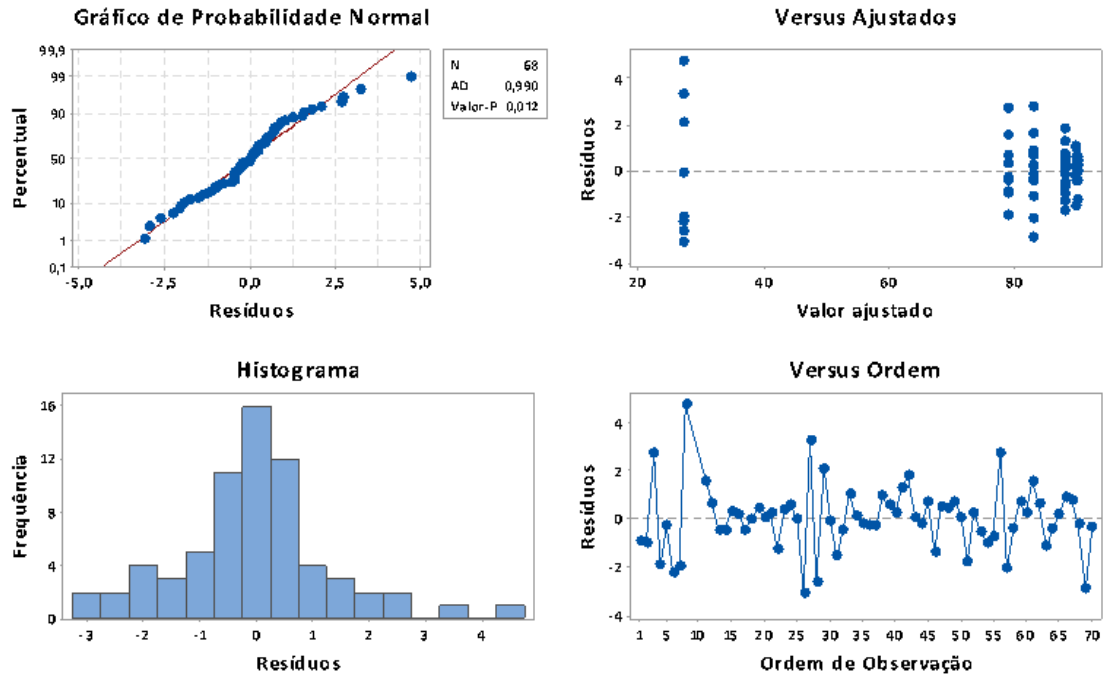 Gráfico de Probabilidade Normal
99,9
99
90
50
10
1
0,1
Percentual
-5,0 -2,5 0,0 2,5 5,0
Resíduos
N 68
AD 0,990
Valor-P 0,012
Versus Ajustados
4
2
0
-2
-4
Resíduos
20 40 60 80
Valor ajustado
Histograma
16
12
8
4
0
Frequência
-3 -2 -1 0 1 2 3 4
Resíduos
Versus Ordem
4
2
0
-2
-4
Resíduos
1 5 10 15 20 25 30 35 40 45 50 55 60 65 70
Ordem de Observação